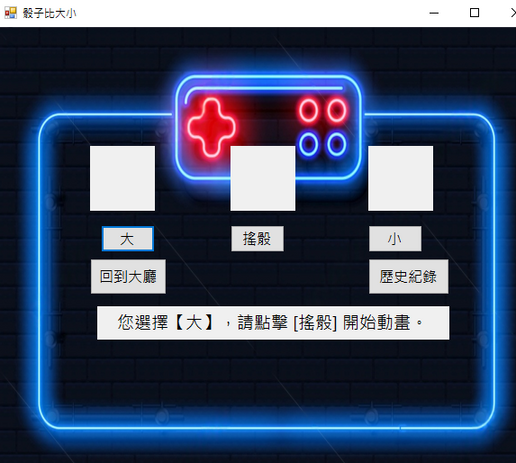 骰子比大小
大
搖骰
小
回到大廳
歷史紀錄
您選擇【大】，請點擊 [搖骰] 開始動畫。